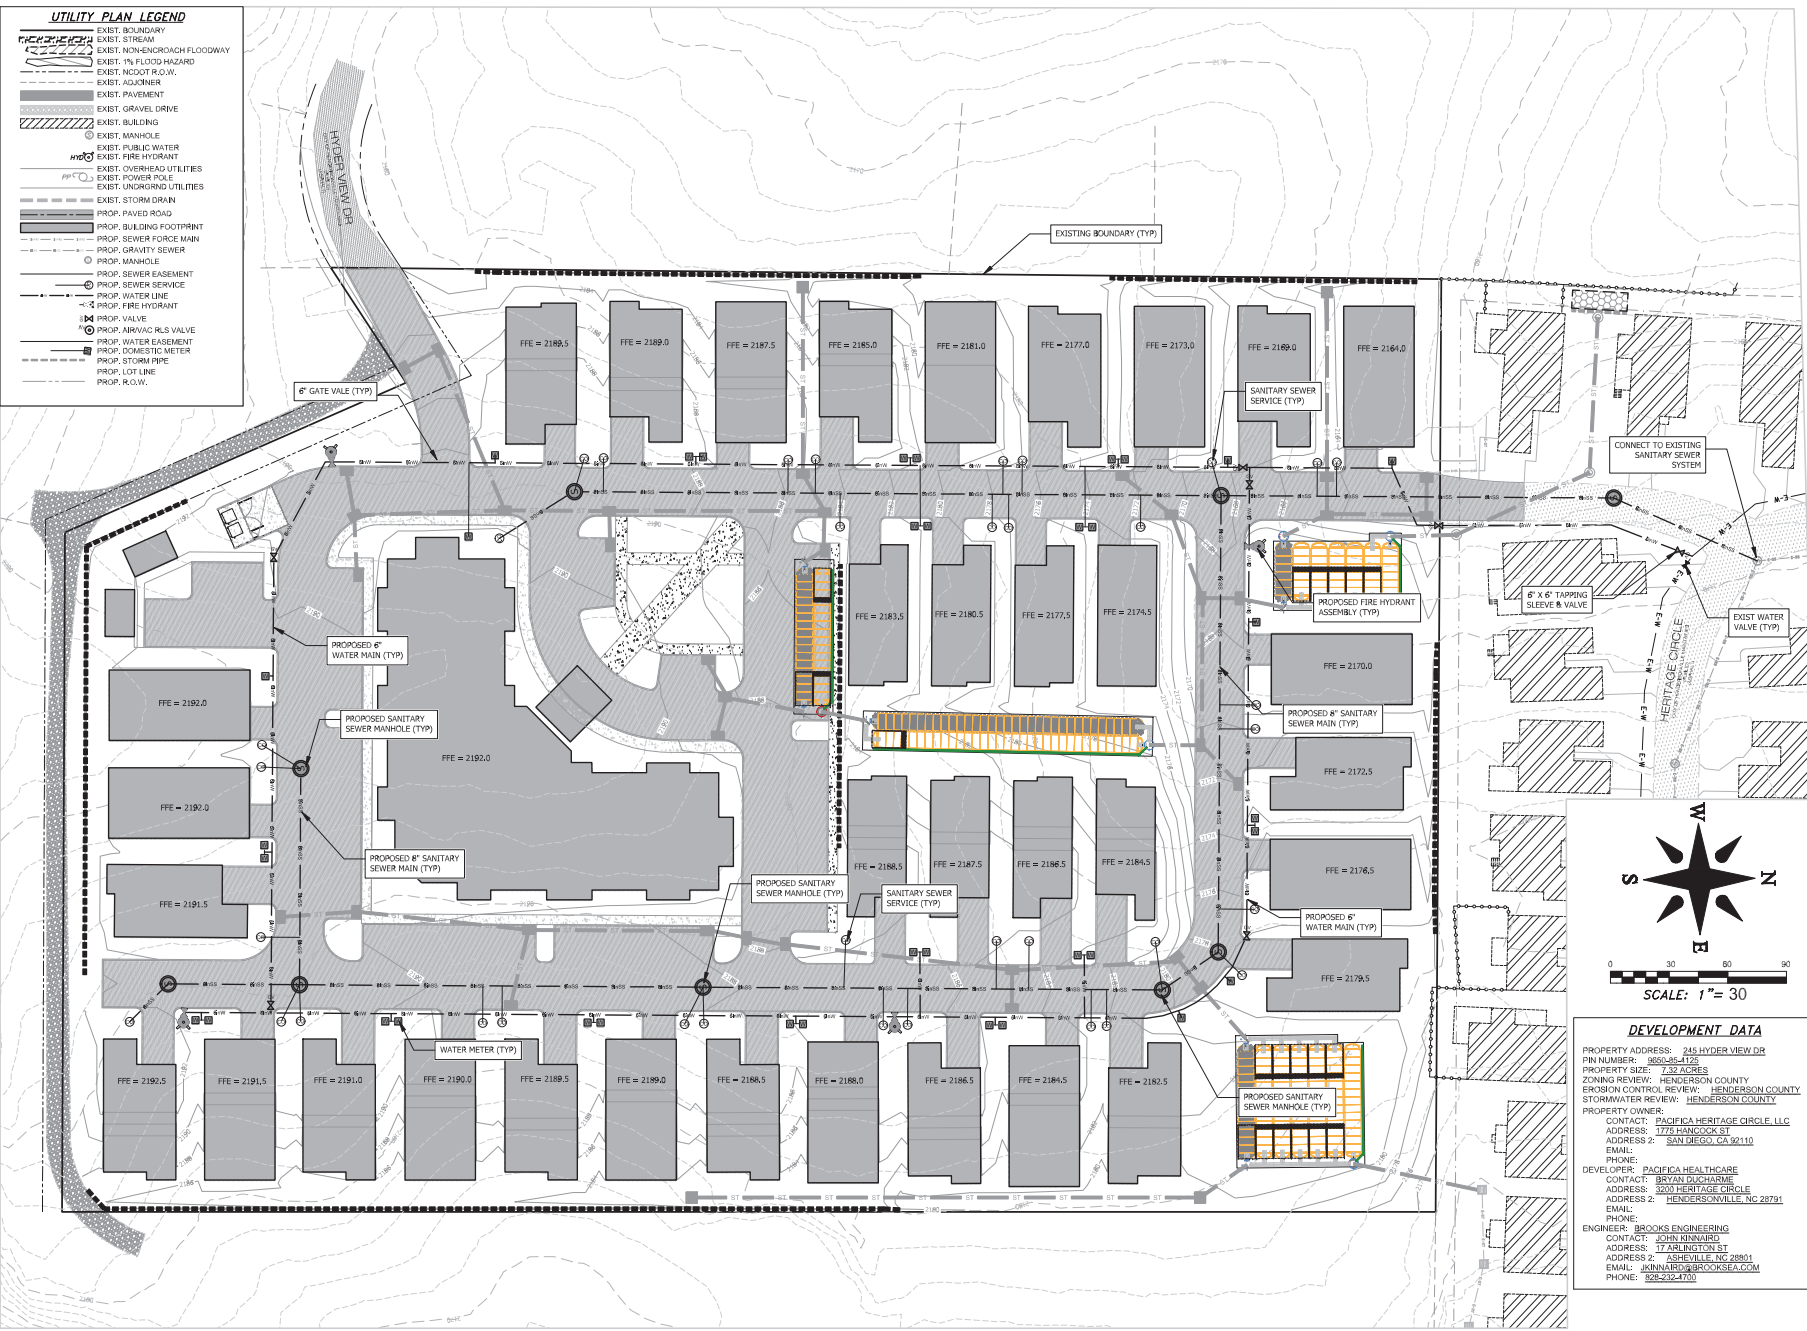 UTILITY PLAN LEGEND
EXIST. BOUNDARY
EXIST. STREAM
EXIST. NON-ENCROACH FLOODWAY
EXIST. 1% FLOOD HAZARD
EXIST. NCDOT R.O.W.
EXIST. ADJOINER
EXIST. PAVEMENT
EXIST. GRAVEL DRIVE
EXIST. BUILDING
EXIST. MANHOLE
EXIST. PUBLIC WATER
HYD EXIST. FIRE HYDRANT
EXIST. OVERHEAD UTILITIES
PP EXIST. POWER POLE
EXIST. UNDRGRND UTILITIES
EXIST. STORM DRAIN
PROP. PAVED ROAD
PROP. BUILDING FOOTPRINT
PROP. SEWER FORCE MAIN
PROP. GRAVITY SEWER
PROP. MANHOLE
PROP. SEWER EASEMENT
PROP. SEWER SERVICE
PROP. WATER LINE
PROP. FIRE HYDRANT
PROP. VALVE
PROP. AIR/VAC RLS VALVE
PROP. WATER EASEMENT
PROP. DOMESTIC METER
PROP. STORM PIPE
PROP. LOT LINE
PROP. R.O.W.
HYDER VIEW DR
EXISTING BOUNDARY (TYP)
6" GATE VALE (TYP)
FFE = 2189.5
FFE = 2189.0
FFE = 2187.5
FFE = 2185.0
FFE = 2181.0
FFE = 2177.0
FFE = 2173.0
FFE = 2169.0
FFE = 2164.0
SANITARY SEWER
SERVICE (TYP)
CONNECT TO EXISTING
SANITARY SEWER
SYSTEM
6" X 6" TAPPING
SLEEVE & VALVE
EXIST WATER
VALVE (TYP)
HERITAGE CIRCLE
PROPOSED FIRE HYDRANT
ASSEMBLY (TYP)
FFE = 2183.5
FFE = 2180.5
FFE = 2177.5
FFE = 2174.5
PROPOSED 6"
WATER MAIN (TYP)
FFE = 2170.0
FFE = 2192.0
PROPOSED SANITARY
SEWER MANHOLE (TYP)
PROPOSED 8" SANITARY
SEWER MAIN (TYP)
FFE = 2192.0
FFE = 2172.5
FFE = 2192.0
PROPOSED 8" SANITARY
SEWER MAIN (TYP)
FFE = 2188.5
FFE = 2187.5
FFE = 2186.5
FFE = 2184.5
FFE = 2176.5
PROPOSED SANITARY
SEWER MANHOLE (TYP)
SANITARY SEWER
SERVICE (TYP)
FFE = 2191.5
PROPOSED 6"
WATER MAIN (TYP)
FFE = 2179.5
WATER METER (TYP)
FFE = 2192.5
FFE = 2191.5
FFE = 2191.0
FFE = 2190.0
FFE = 2189.5
FFE = 2189.0
FFE = 2188.5
FFE = 2188.0
FFE = 2186.5
FFE = 2184.5
FFE = 2182.5
PROPOSED SANITARY
SEWER MANHOLE (TYP)
W
S
N
E
0 30 60 90
SCALE: 1"= 30
DEVELOPMENT DATA
PROPERTY ADDRESS: 245 HYDER VIEW DR
PIN NUMBER: 9650-85-4125
PROPERTY SIZE: 7.32 ACRES
ZONING REVIEW: HENDERSON COUNTY
EROSION CONTROL REVIEW: HENDERSON COUNTY
STORMWATER REVIEW: HENDERSON COUNTY
PROPERTY OWNER:
CONTACT: PACIFICA HERITAGE CIRCLE, LLC
ADDRESS: 1775 HANCOCK ST
ADDRESS 2: SAN DIEGO, CA 92110
EMAIL:
PHONE:
DEVELOPER: PACIFICA HEALTHCARE
CONTACT: BRYAN DUCHARME
ADDRESS: 3200 HERITAGE CIRCLE
ADDRESS 2: HENDERSONVILLE, NC 28791
EMAIL:
PHONE:
ENGINEER: BROOKS ENGINEERING
CONTACT: JOHN KINNAIRD
ADDRESS: 17 ARLINGTON ST
ADDRESS 2: ASHEVILLE, NC 28801
EMAIL: JKINNAIRD@BROOKSEA.COM
PHONE: 828-232-4700